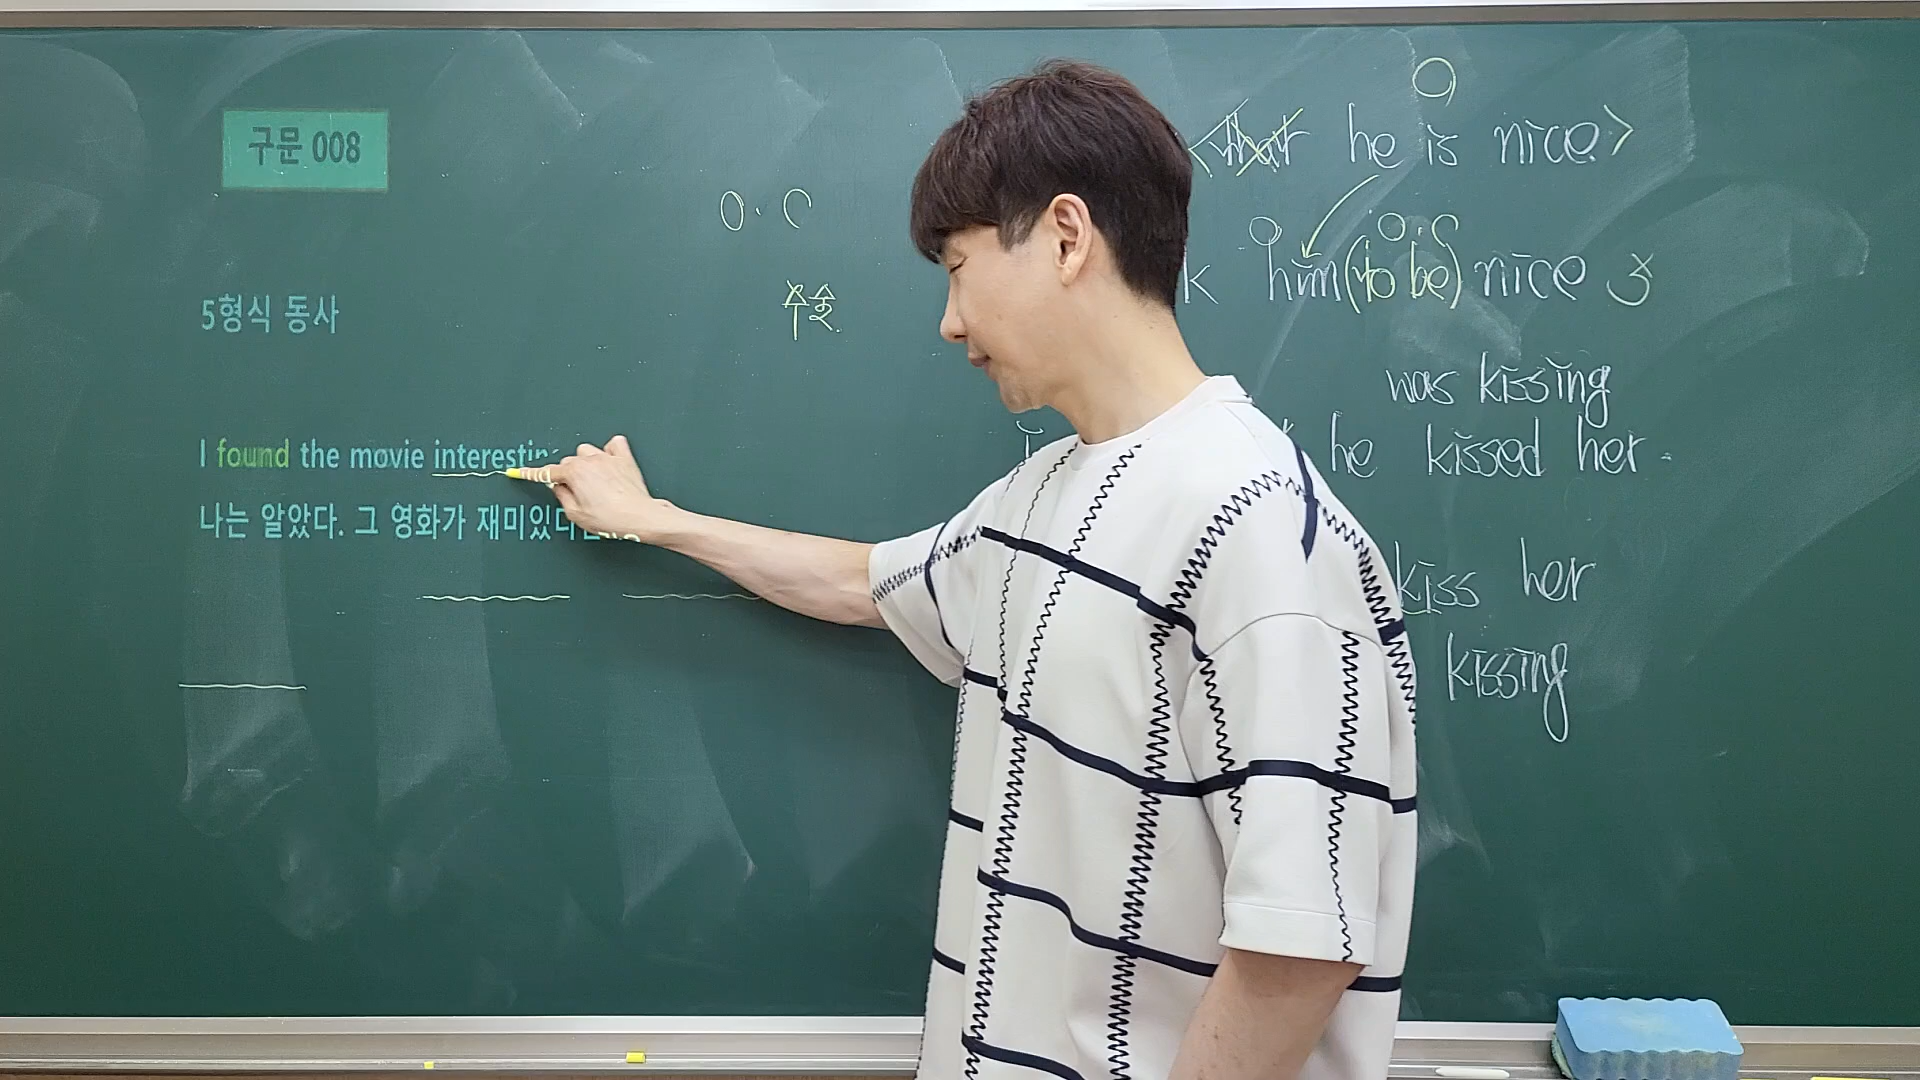 구문 008
5형식 동사
I found the movie interesting
나는 알았다. 그 영화가 재미있다
O.C
주술
O
<that he is nice>
O O.C
him (to be) nice
was kissing
he kissed her.
kiss her
kissing